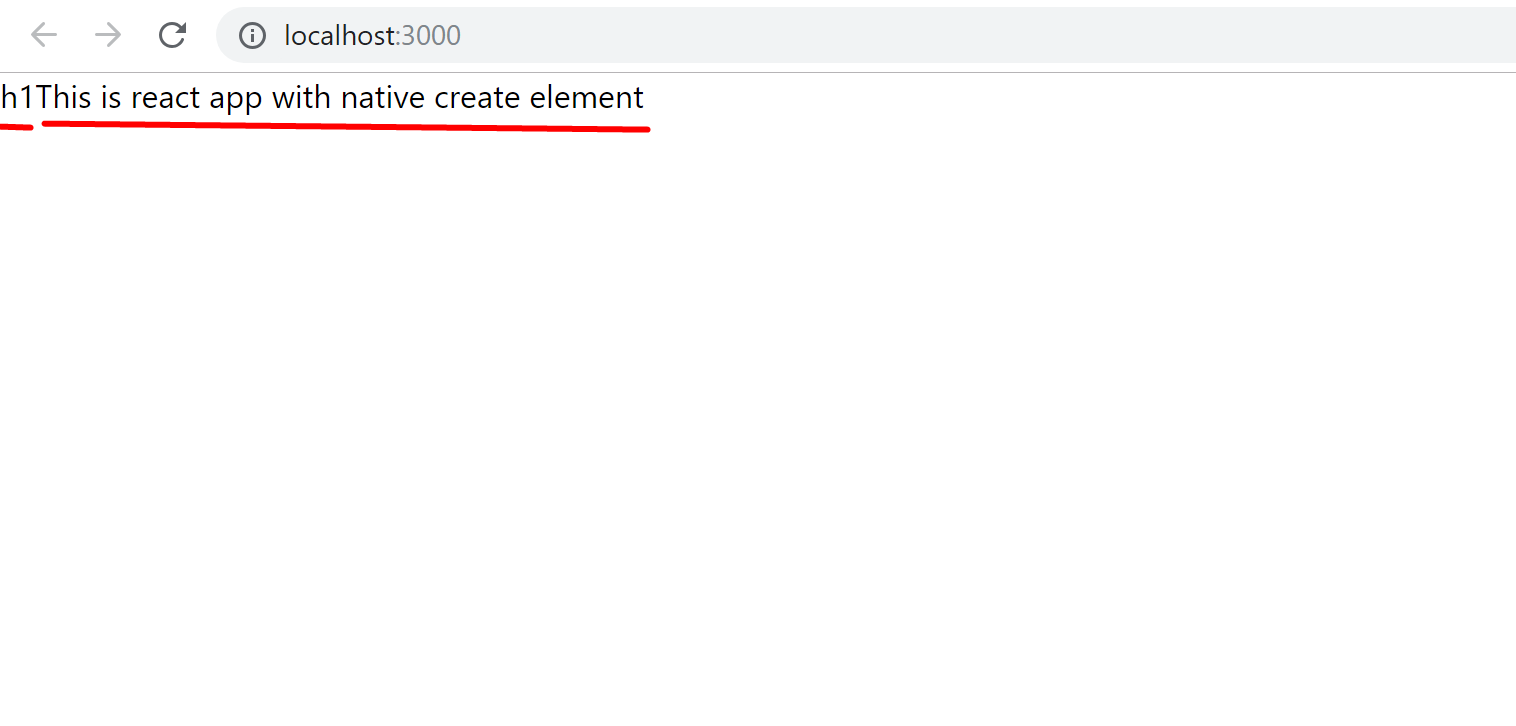 localhost:3000
h1This is react app with native create element